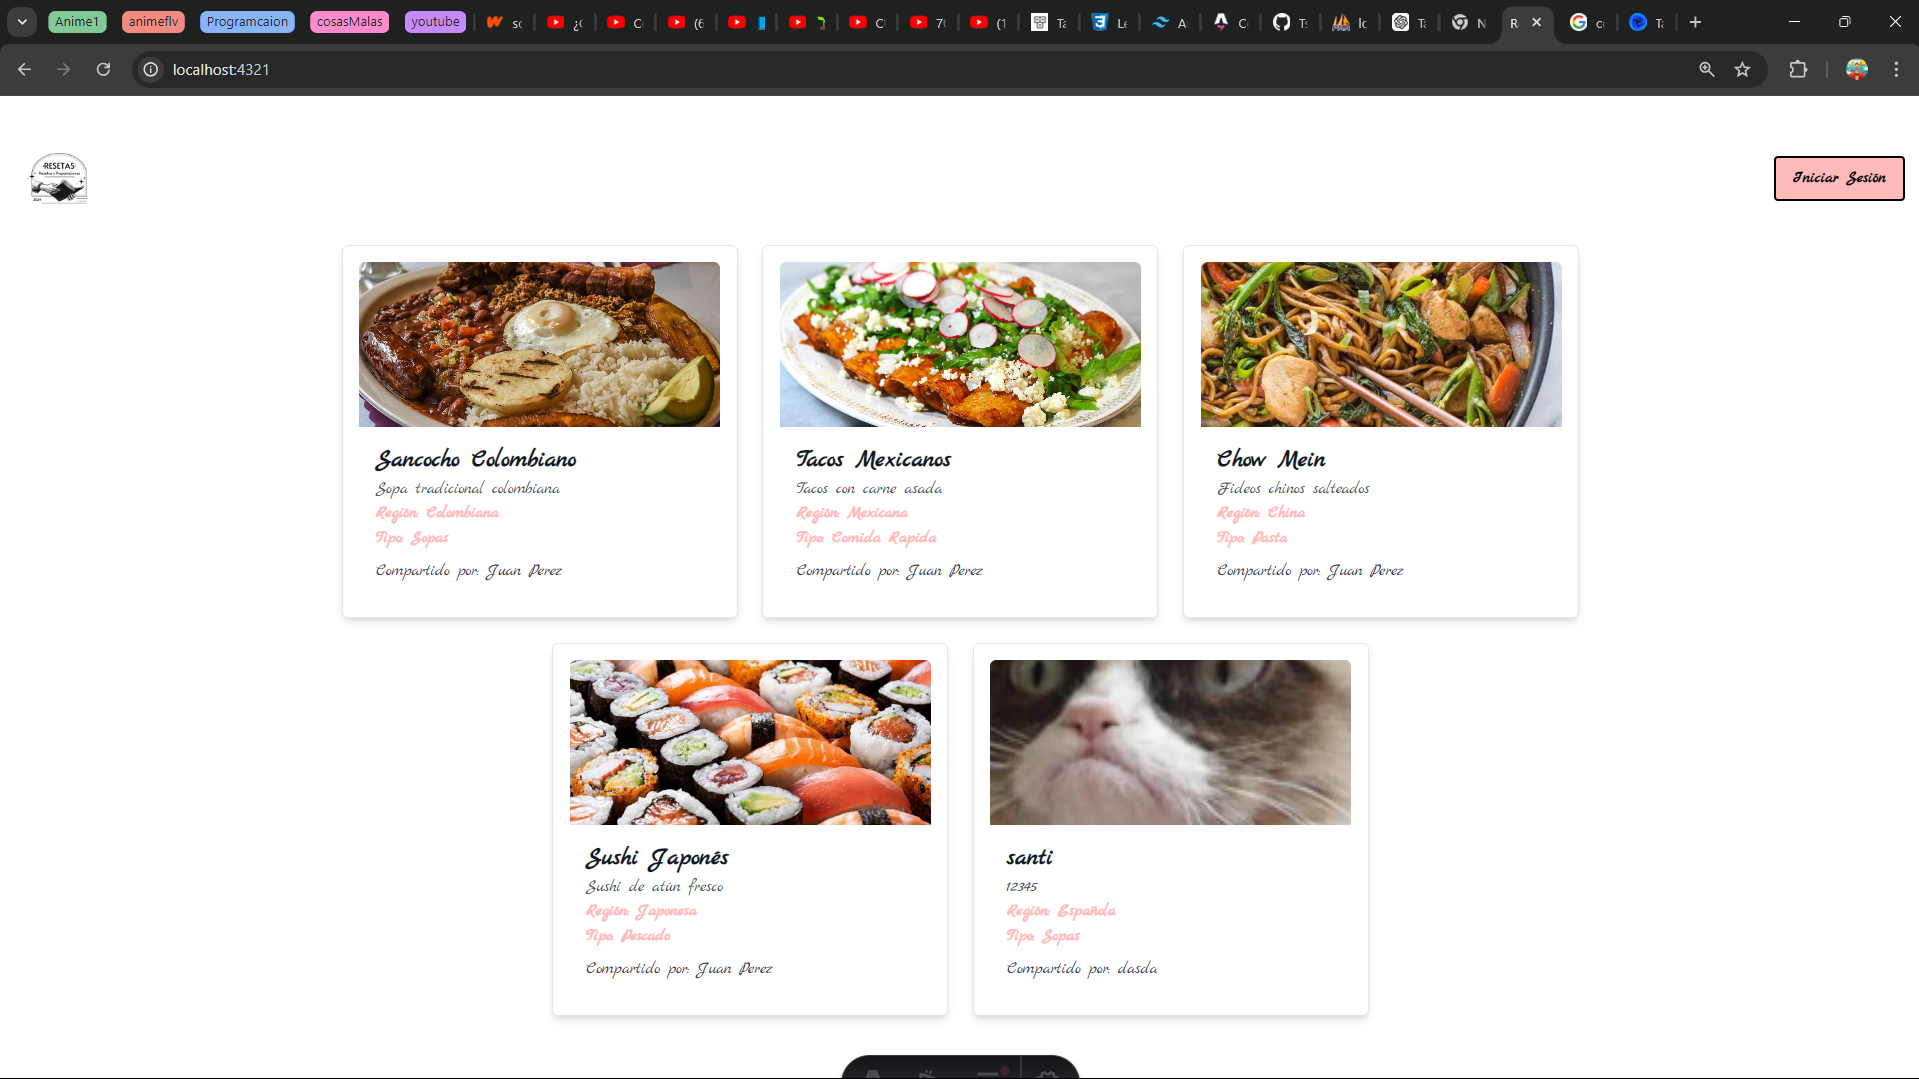 Anime1
animeflv
Programcaion
cosasMalas
youtube
localhost:4321
RESETAS
2024
Iniciar Sesión
Sancocho Colombiano
Sopa tradicional colombiana
Región: Colombiana
Tipo: Sopas
Compartido por: Juan Perez
Tacos Mexicanos
Tacos con carne asada
Región: Mexicana
Tipo: Comida Rapida
Compartido por: Juan Perez
Chow Mein
Fideos chinos salteados
Región: China
Tipo: Pasta
Compartido por: Juan Perez
Sushi Japonés
Sushi de atún fresco
Región: Japonesa
Tipo: Pescado
Compartido por: Juan Perez
santi
12345
Región: Española
Tipo: Sopas
Compartido por: dasda